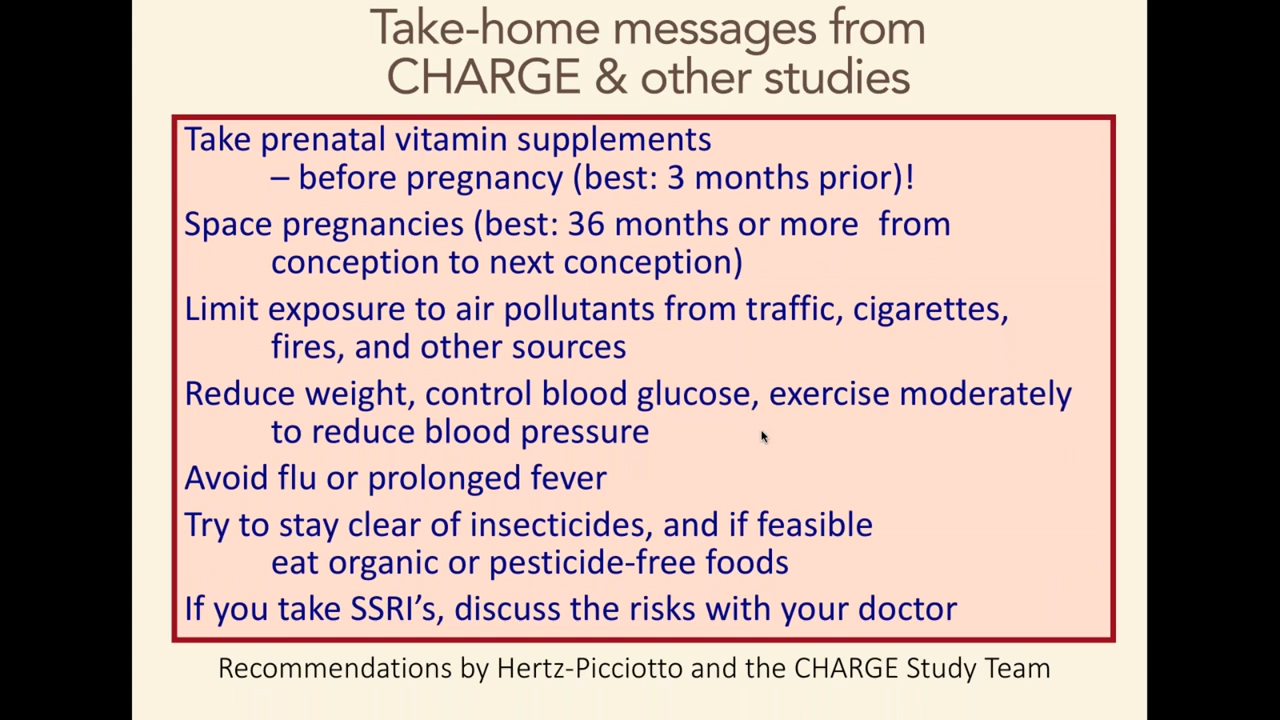 Take-home messages from
CHARGE & other studies
Take prenatal vitamin supplements
– before pregnancy (best: 3 months prior)!
Space pregnancies (best: 36 months or more  from
conception to next conception)
Limit exposure to air pollutants from traffic, cigarettes,
fires, and other sources
Reduce weight, control blood glucose, exercise moderately
to reduce blood pressure
Avoid flu or prolonged fever
Try to stay clear of insecticides, and if feasible
eat organic or pesticide-free foods
If you take SSRI’s, discuss the risks with your doctor
Recommendations by Hertz-Picciotto and the CHARGE Study Team